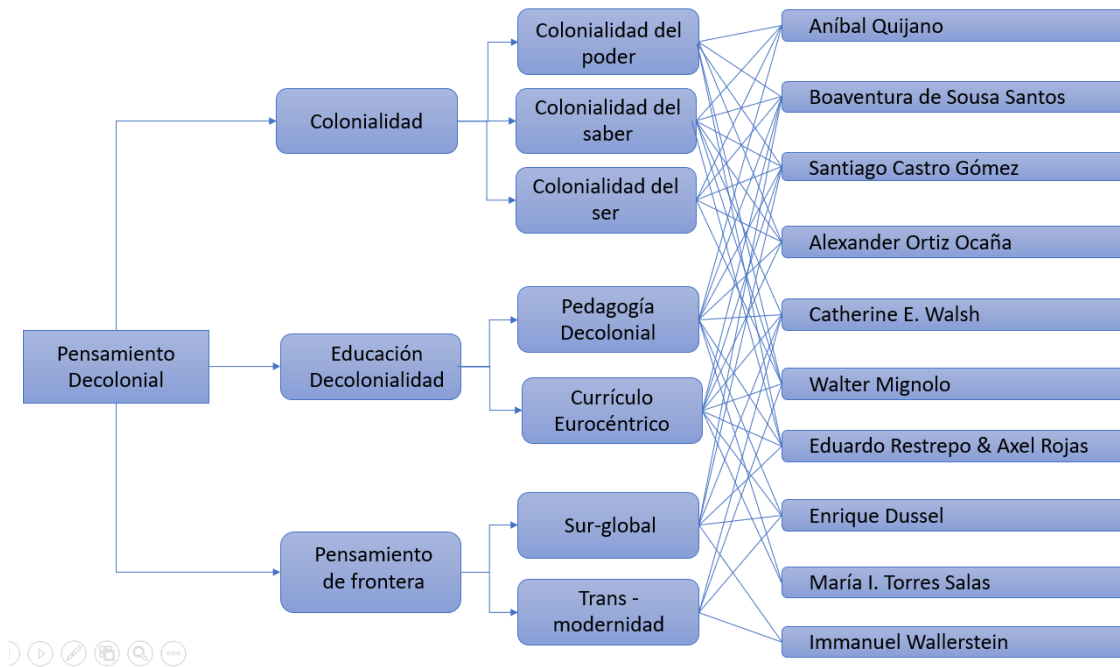 Pensamiento
Decolonial
Colonialidad
Educación
Decolonialidad
Pensamiento
de frontera
Colonialidad del
poder
Colonialidad del
saber
Colonialidad del
ser
Pedagogía
Decolonial
Currículo
Eurocéntrico
Sur-global
Trans -
modernidad
Aníbal Quijano
Boaventura de Sousa Santos
Santiago Castro Gómez
Alexander Ortiz Ocaña
Catherine E. Walsh
Walter Mignolo
Eduardo Restrepo & Axel Rojas
Enrique Dussel
María I. Torres Salas
Immanuel Wallerstein